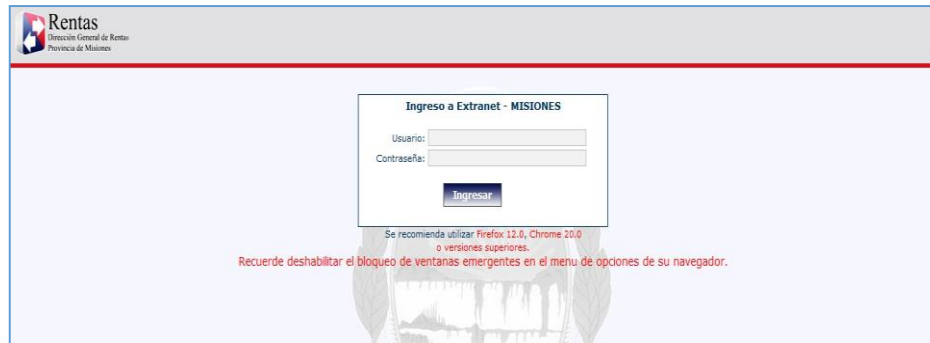 Rentas
Dirección General de Rentas
Provincia de Misiones
Ingreso a Extranet - MISIONES
Usuario:
Contraseña:
Ingresar
Se recomienda utilizar Firefox 12.0, Chrome 20.0
o versiones superiores.
Recuerde deshabilitar el bloqueo de ventanas emergentes en el menu de opciones de su navegador.